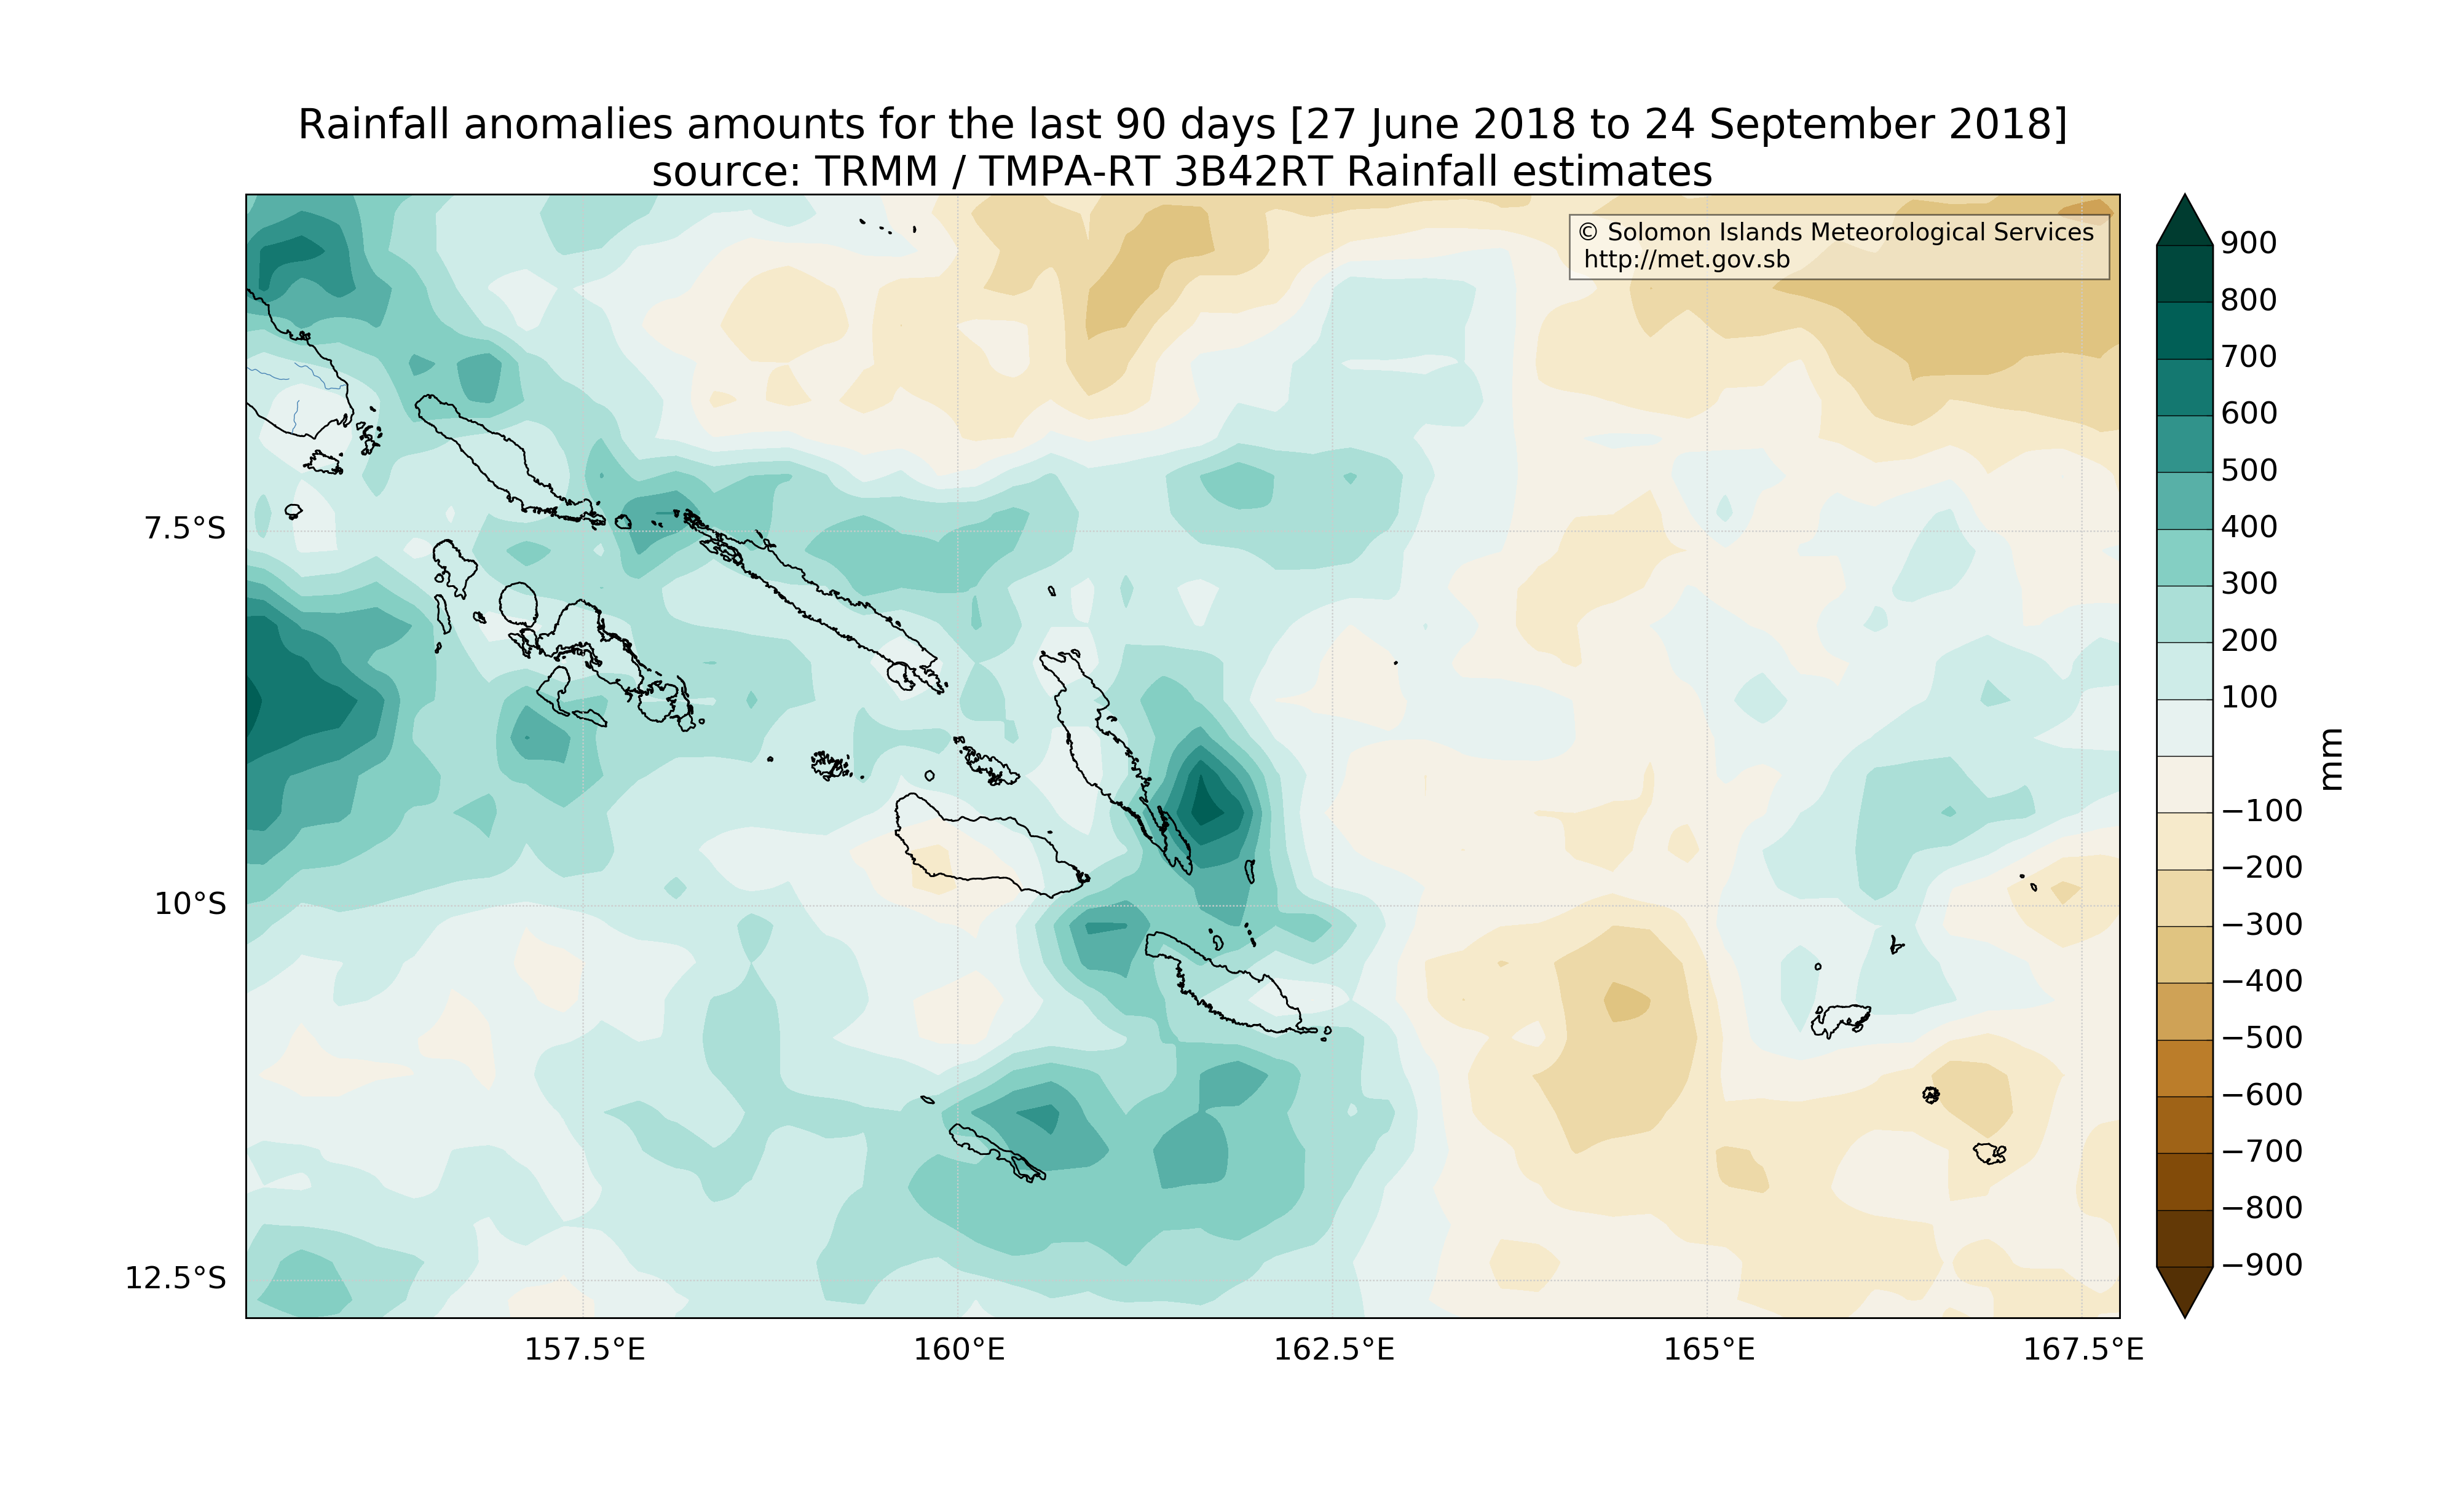 Rainfall anomalies amounts for the last 90 days [27 June 2018 to 24 September 2018]
source: TRMM / TMPA-RT 3B42RT Rainfall estimates
© Solomon Islands Meteorological Services
http://met.gov.sb
7.5°S
10°S
12.5°S
157.5°E
160°E
162.5°E
165°E
167.5°E
900
800
700
600
500
400
300
200
100
−100
−200
−300
−400
−500
−600
−700
−800
−900
mm